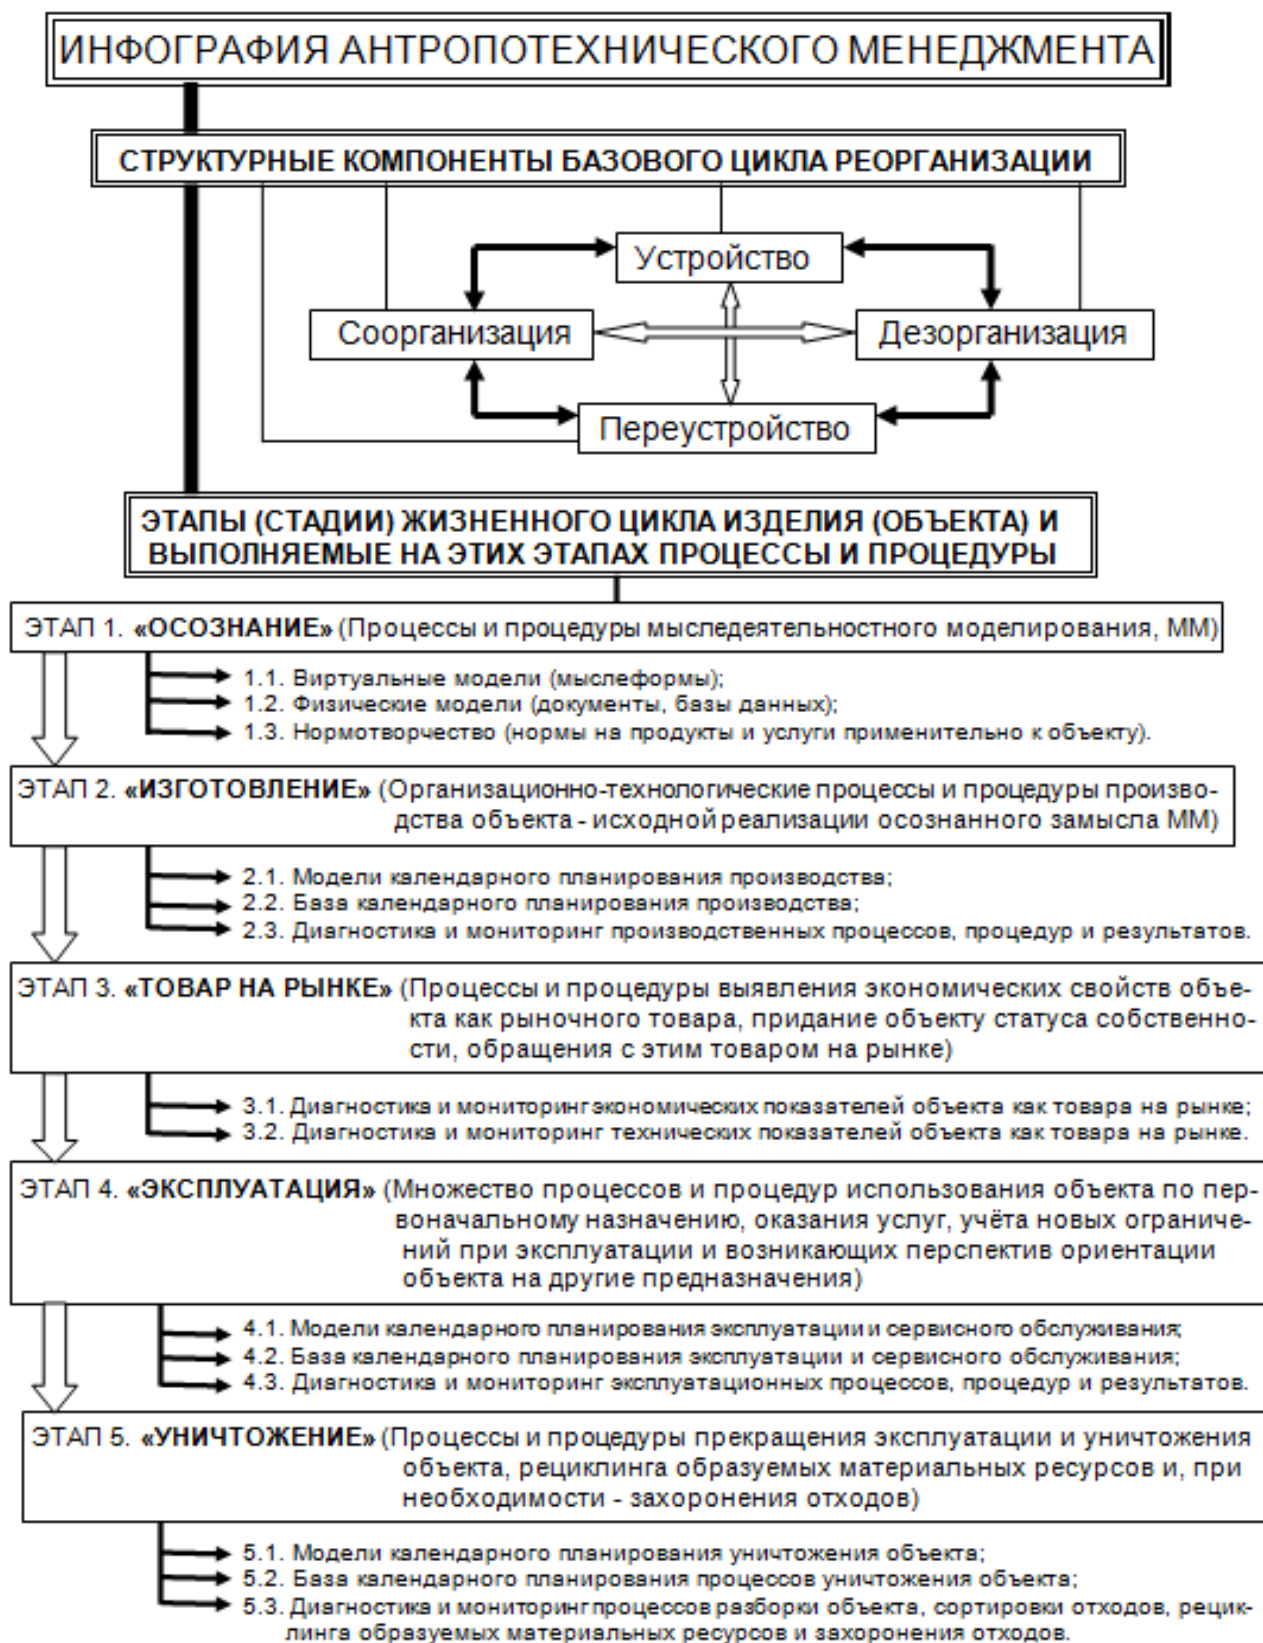 ИНФОГРАФИЯ АНТРОПОТЕХНИЧЕСКОГО МЕНЕДЖМЕНТА
СТРУКТУРНЫЕ КОМПОНЕНТЫ БАЗОВОГО ЦИКЛА РЕОРГАНИЗАЦИИ
Устройство
Соорганизация
Дезорганизация
Переустройство
ЭТАПЫ (СТАДИИ) ЖИЗНЕННОГО ЦИКЛА ИЗДЕЛИЯ (ОБЪЕКТА) И
ВЫПОЛНЯЕМЫЕ НА ЭТИХ ЭТАПАХ ПРОЦЕССЫ И ПРОЦЕДУРЫ
ЭТАП 1. «ОСОЗНАНИЕ» (Процессы и процедуры мыследеятельностного моделирования, ММ)
1.1. Виртуальные модели (мыслеформы);
1.2. Физические модели (документы, базы данных);
1.3. Нормотворчество (нормы на продукты и услуги применительно к объекту).
ЭТАП 2. «ИЗГОТОВЛЕНИЕ» (Организационно-технологические процессы и процедуры произво-
дства объекта - исходной реализации осознанного замысла ММ)
2.1. Модели календарного планирования производства;
2.2. База календарного планирования производства;
2.3. Диагностика и мониторинг производственных процессов, процедур и результатов.
ЭТАП 3. «ТОВАР НА РЫНКЕ» (Процессы и процедуры выявления экономических свойств объе-
кта как рыночного товара, придание объекту статуса собственно-
сти, обращения с этим товаром на рынке)
3.1. Диагностика и мониторинг экономических показателей объекта как товара на рынке;
3.2. Диагностика и мониторинг технических показателей объекта как товара на рынке.
ЭТАП 4. «ЭКСПЛУАТАЦИЯ» (Множество процессов и процедур использования объекта по пер-
воначальному назначению, оказания услуг, учёта новых ограниче-
ний при эксплуатации и возникающих перспектив ориентации
объекта на другие предназначения)
4.1. Модели календарного планирования эксплуатации и сервисного обслуживания;
4.2. База календарного планирования эксплуатации и сервисного обслуживания;
4.3. Диагностика и мониторинг эксплуатационных процессов, процедур и результатов.
ЭТАП 5. «УНИЧТОЖЕНИЕ» (Процессы и процедуры прекращения эксплуатации и уничтожения
объекта, рециклинга образуемых материальных ресурсов и, при
необходимости - захоронения отходов)
5.1. Модели календарного планирования уничтожения объекта;
5.2. База календарного планирования процессов уничтожения объекта;
5.3. Диагностика и мониторинг процессов разборки объекта, сортировки отходов, рецик-
линга образуемых материальных ресурсов и захоронения отходов.